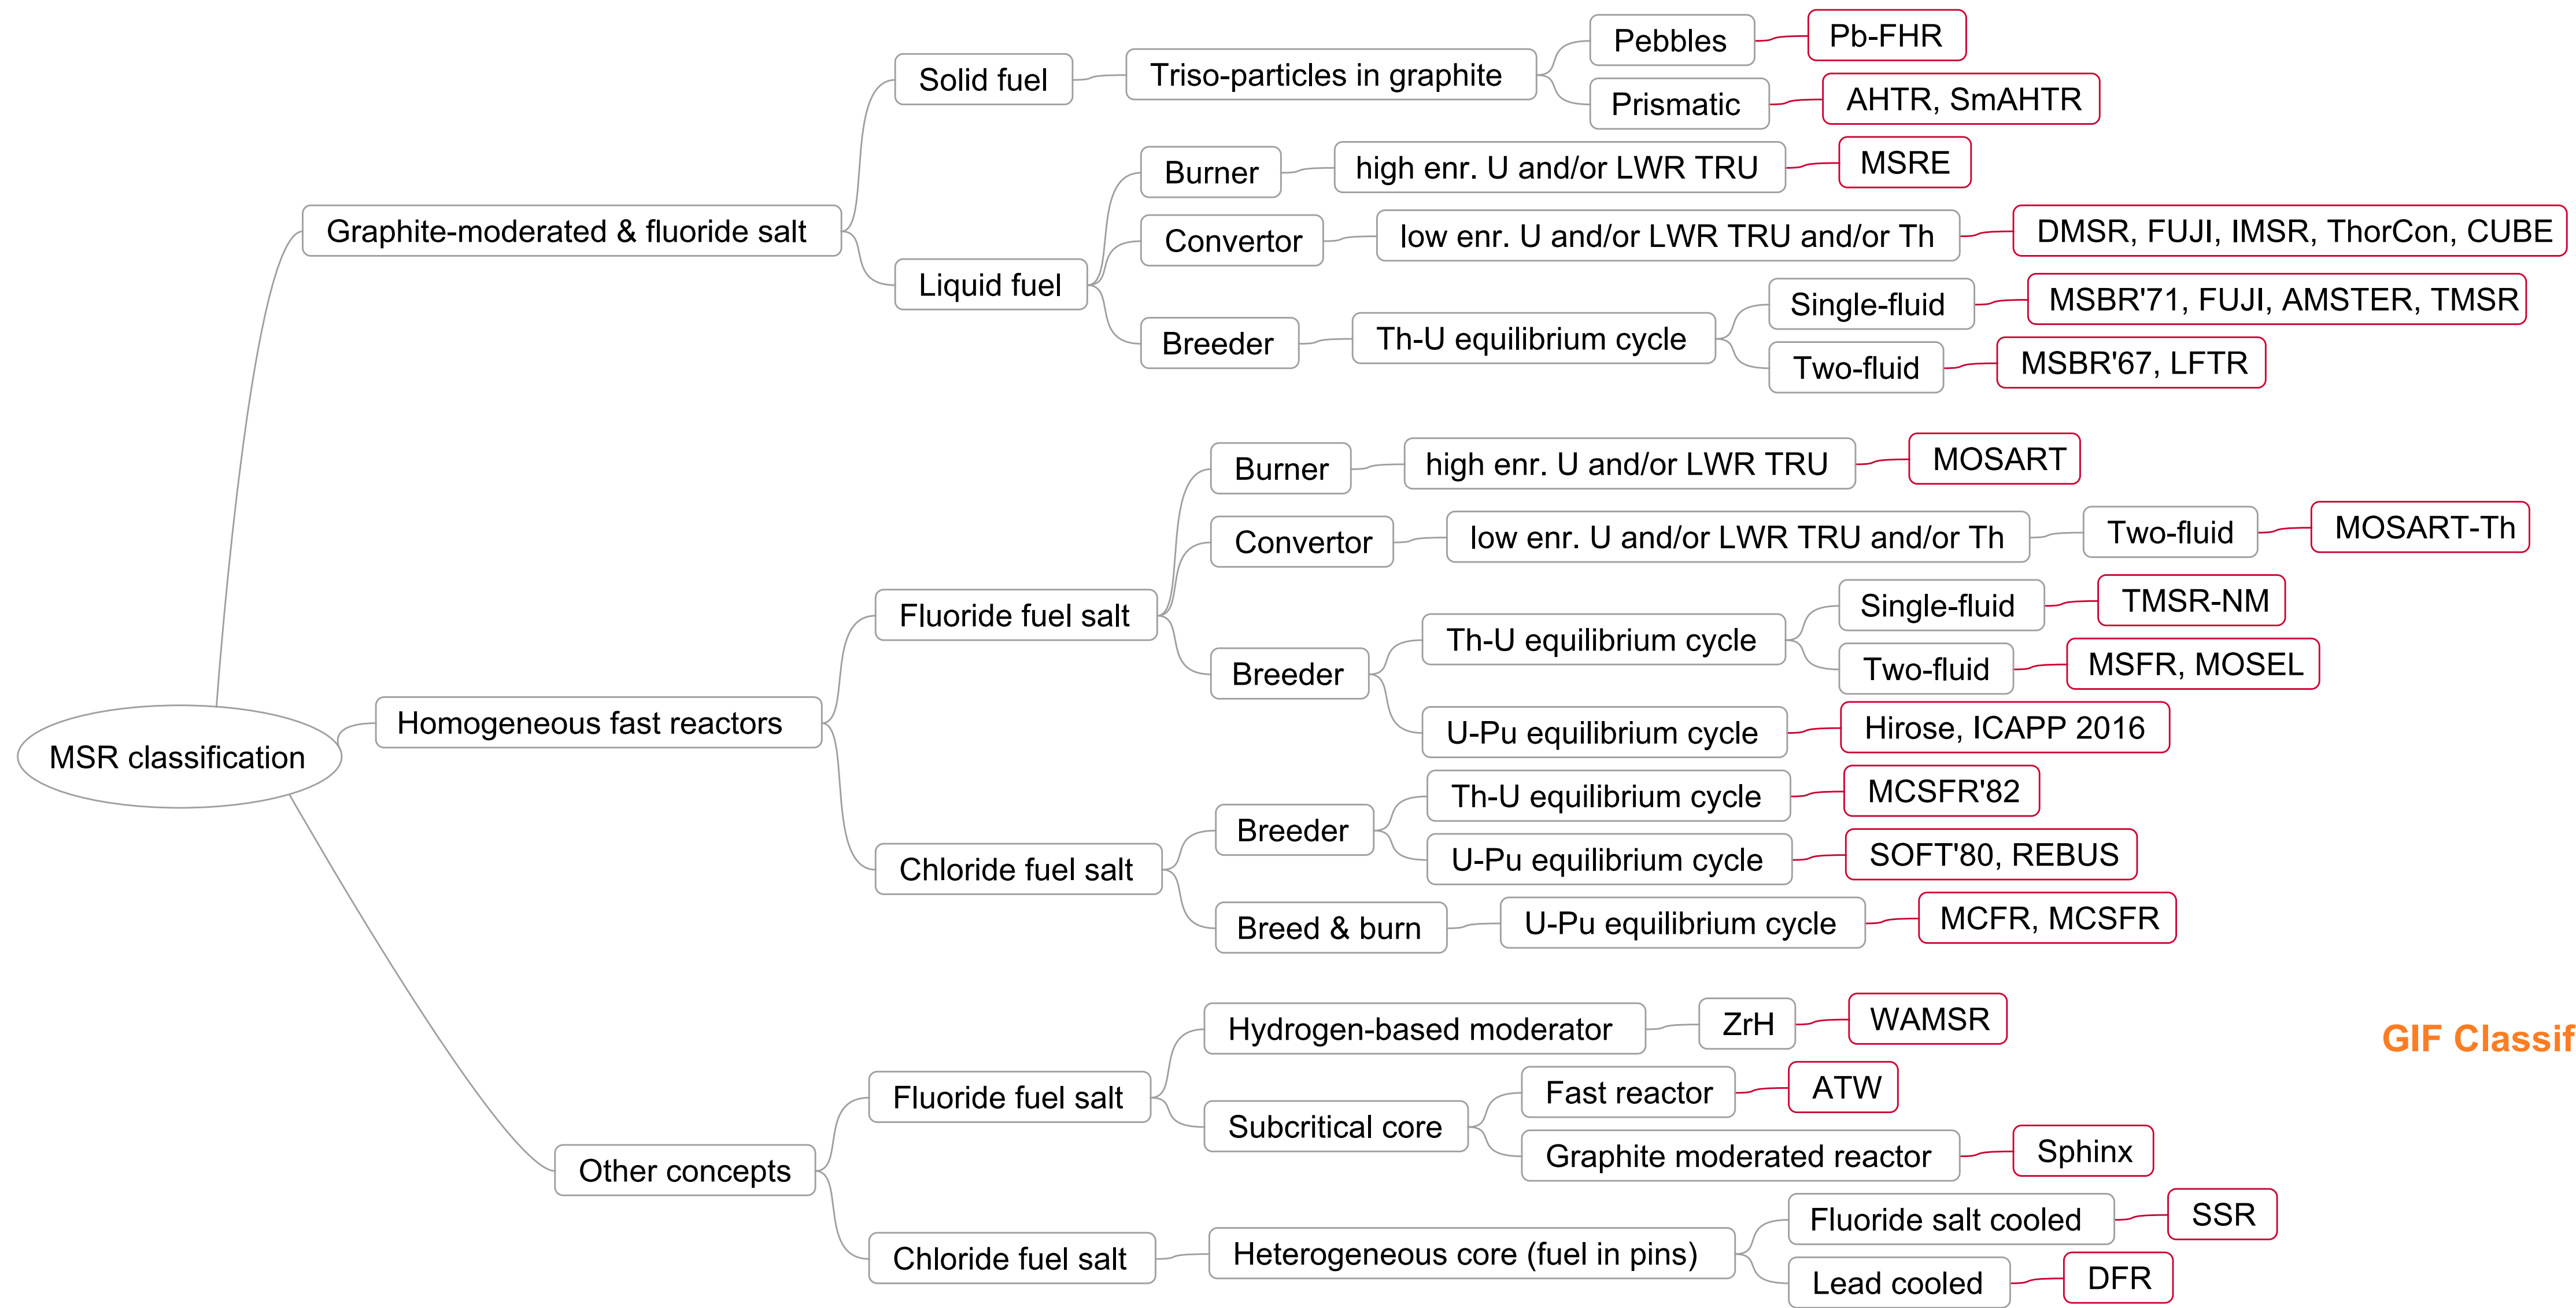 Pebbles
Pb-FHR
Solid fuel
Triso-particles in graphite
Prismatic
AHTR, SmAHTR
Burner
high enr. U and/or LWR TRU
MSRE
Graphite-moderated & fluoride salt
Convertor
low enr. U and/or LWR TRU and/or Th
DMSR, FUJI, IMSR, ThorCon, CUBE
Liquid fuel
Single-fluid
MSBR'71, FUJI, AMSTER, TMSR
Breeder
Th-U equilibrium cycle
Two-fluid
MSBR'67, LFTR
Burner
high enr. U and/or LWR TRU
MOSART
Convertor
low enr. U and/or LWR TRU and/or Th
Two-fluid
MOSART-Th
Fluoride fuel salt
Single-fluid
TMSR-NM
Th-U equilibrium cycle
Breeder
Two-fluid
MSFR, MOSEL
Homogeneous fast reactors
U-Pu equilibrium cycle
Hirose, ICAPP 2016
MSR classification
Th-U equilibrium cycle
MCSFR'82
Breeder
U-Pu equilibrium cycle
SOFT'80, REBUS
Chloride fuel salt
Breed & burn
U-Pu equilibrium cycle
MCFR, MCSFR
Hydrogen-based moderator
ZrH
WAMSR
GIF Classif
Fluoride fuel salt
Fast reactor
ATW
Subcritical core
Graphite moderated reactor
Sphinx
Other concepts
Fluoride salt cooled
SSR
Chloride fuel salt
Heterogeneous core (fuel in pins)
Lead cooled
DFR